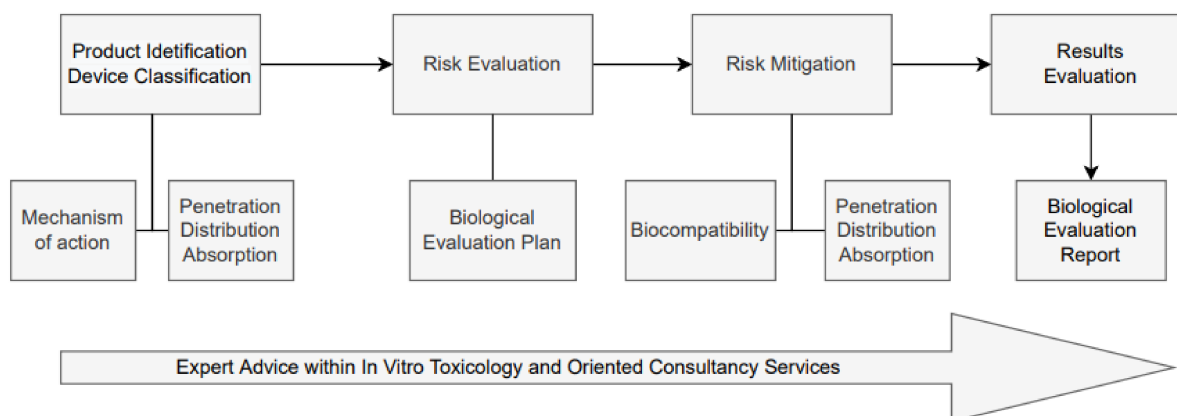 Product Idetification
Device Classification
Risk Evaluation
Risk Mitigation
Results
Evaluation
Mechanism
of action
Penetration
Distribution
Absorption
Biological
Evaluation Plan
Biocompatibility
Penetration
Distribution
Absorption
Biological
Evaluation
Report
Expert Advice within In Vitro Toxicology and Oriented Consultancy Services